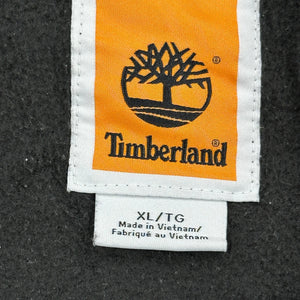 ®
Timberland®
XL/TG
Made in Vietnam/
Fabriqué au Vietnam